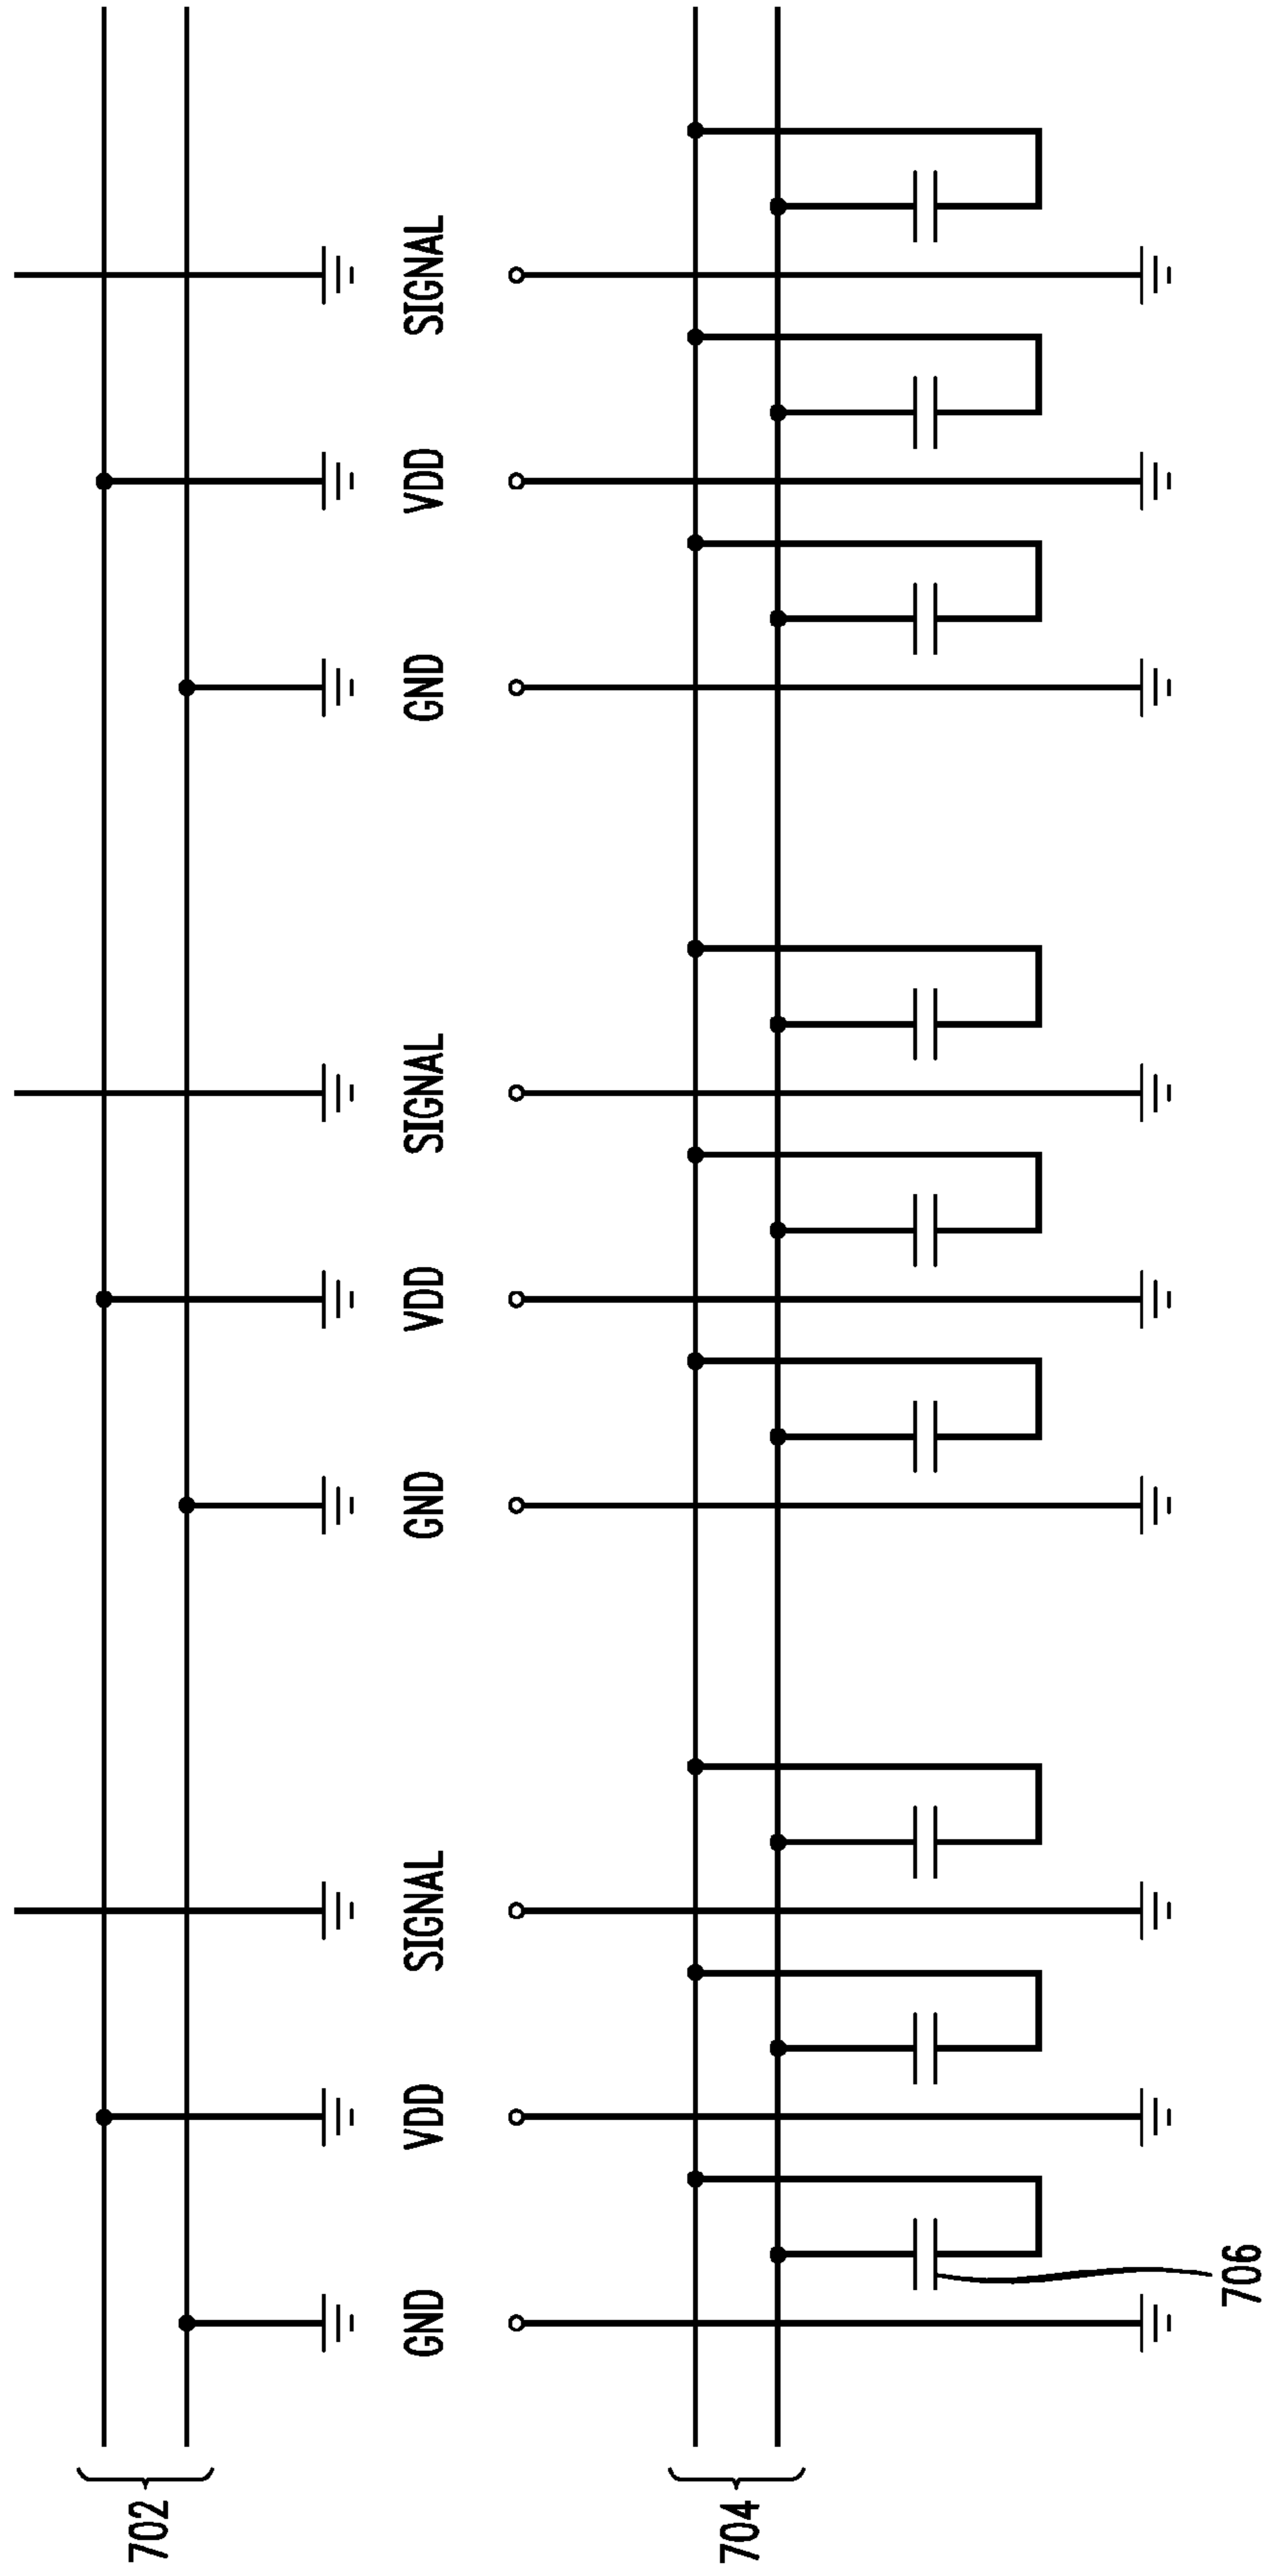 702
GND
VDD
SIGNAL
GND
VDD
SIGNAL
GND
VDD
SIGNAL
704
706